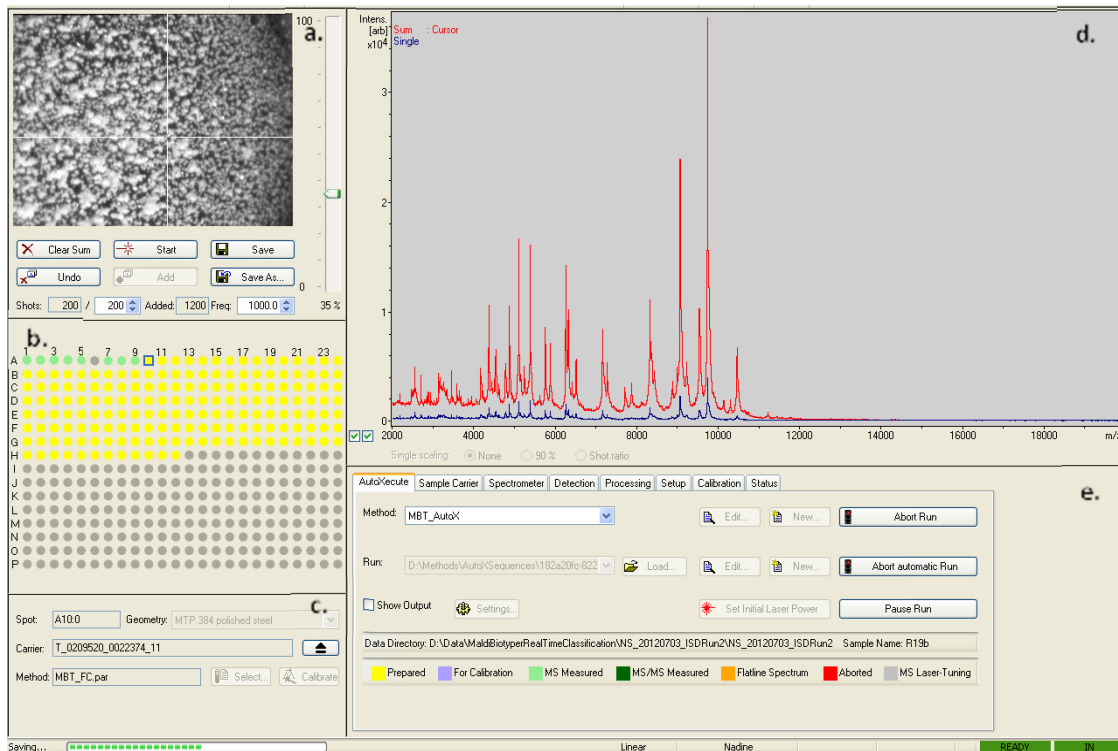 100
a.
Clear Sum Start Save
Undo Add Save As...
0
Shots: 200 / 200 Added: 1200 Freq: 1000.0 35 %
b.
1 3 5 7 9 11 13 15 17 19 21 23
A
B
C
D
E
F
G
H
I
J
K
L
M
N
O
P
c.
Spot: A10:0 Geometry: MTP 384 polished steel
Carrier: T_0209520_0022374_11
Method: MBT_FC.par Select... Calibrate
d.
Intens.
[arb]
x10⁴
Sum : Cursor
Single
3
2
1
0
2000 4000 6000 8000 10000 12000 14000 16000 18000 m/z
Single scaling: None 90 % Shot ratio
e.
AutoXecute Sample Carrier Spectrometer Detection Processing Setup Calibration Status
Method: MBT_AutoX Edit... New... Abort Run
Run: D:\Methods\AutoXSequences\182a20fc-822 Load... Edit... New... Abort automatic Run
Show Output Settings... Set Initial Laser Power Pause Run
Data Directory: D:\Data\MaldiBiotyperRealTimeClassification\NS_20120703_ISDRun2\NS_20120703_ISDRun2 Sample Name: R19b
Prepared For Calibration MS Measured MS/MS Measured Flatline Spectrum Aborted MS Laser-Tuning
Saving... Linear Nadine READY IN